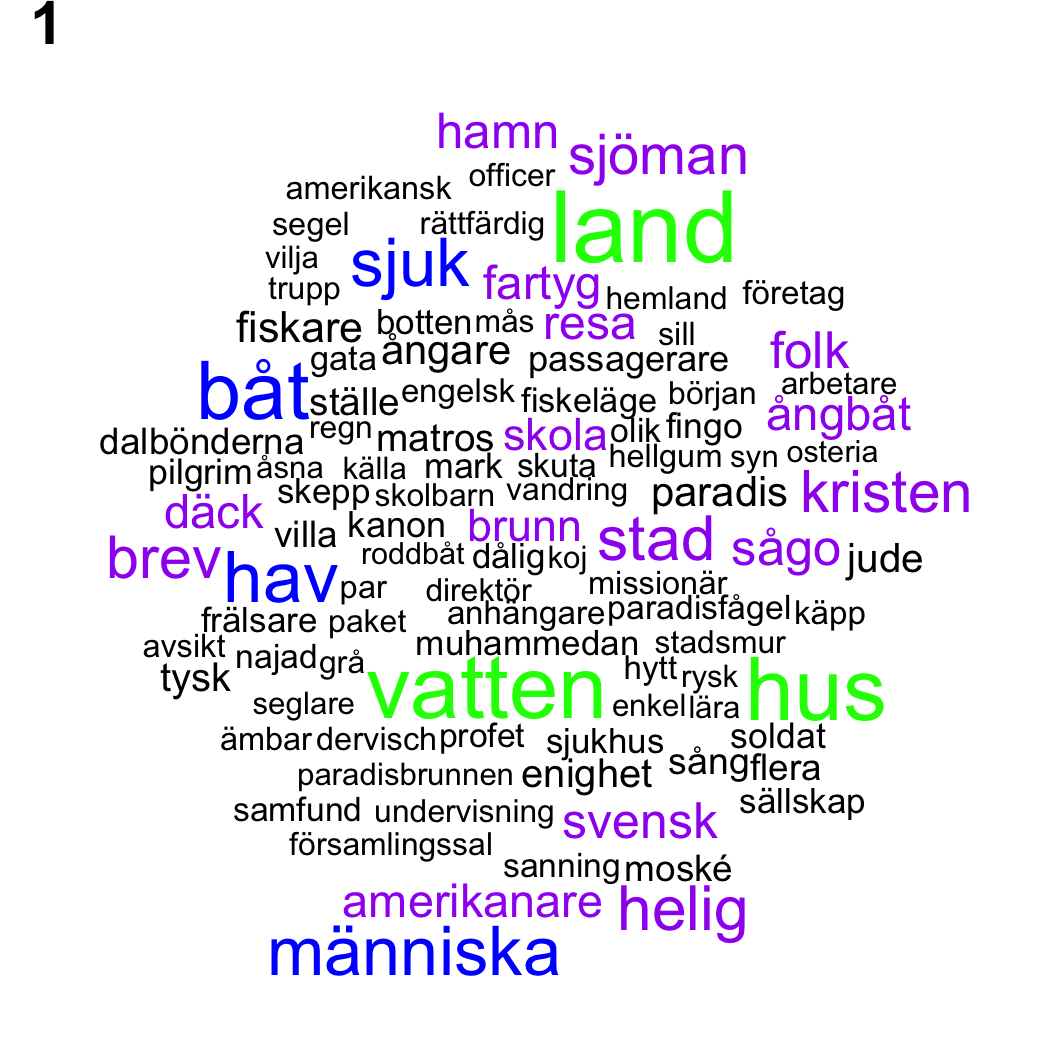 1
hamn
sjöman
officer
amerikansk
segel
rättfärdig
land
vilja
sjuk
trupp
fartyg
hemland
företag
fiskare
botten
mås
resa
sill
gata
ångare
passagerare
folk
båt
ställe
engelsk
fiskeläge
början
arbetare
ångbåt
dalbönderna
regn
matros
skola
olik
fingo
pilgrim
åsna
källa
mark
skuta
hellgum
syn
osteria
skepp
skolbarn
vandring
paradis
kristen
däck
villa
kanon
brunn
stad
sågo
jude
brev
hav
roddbåt
dålig
koj
par
direktör
missionär
frälsare
paket
anhängare
paradisfågel
käpp
avsikt
najad
grå
muhammedan
stadsmur
tysk
vatten
hytt
rysk
hus
seglare
enkel
lära
ämbar
dervisch
profet
sjukhus
soldat
paradisbrunnen
enighet
sång
flera
samfund
undervisning
svensk
sällskap
församlingssal
sanning
moské
amerikanare
helig
människa